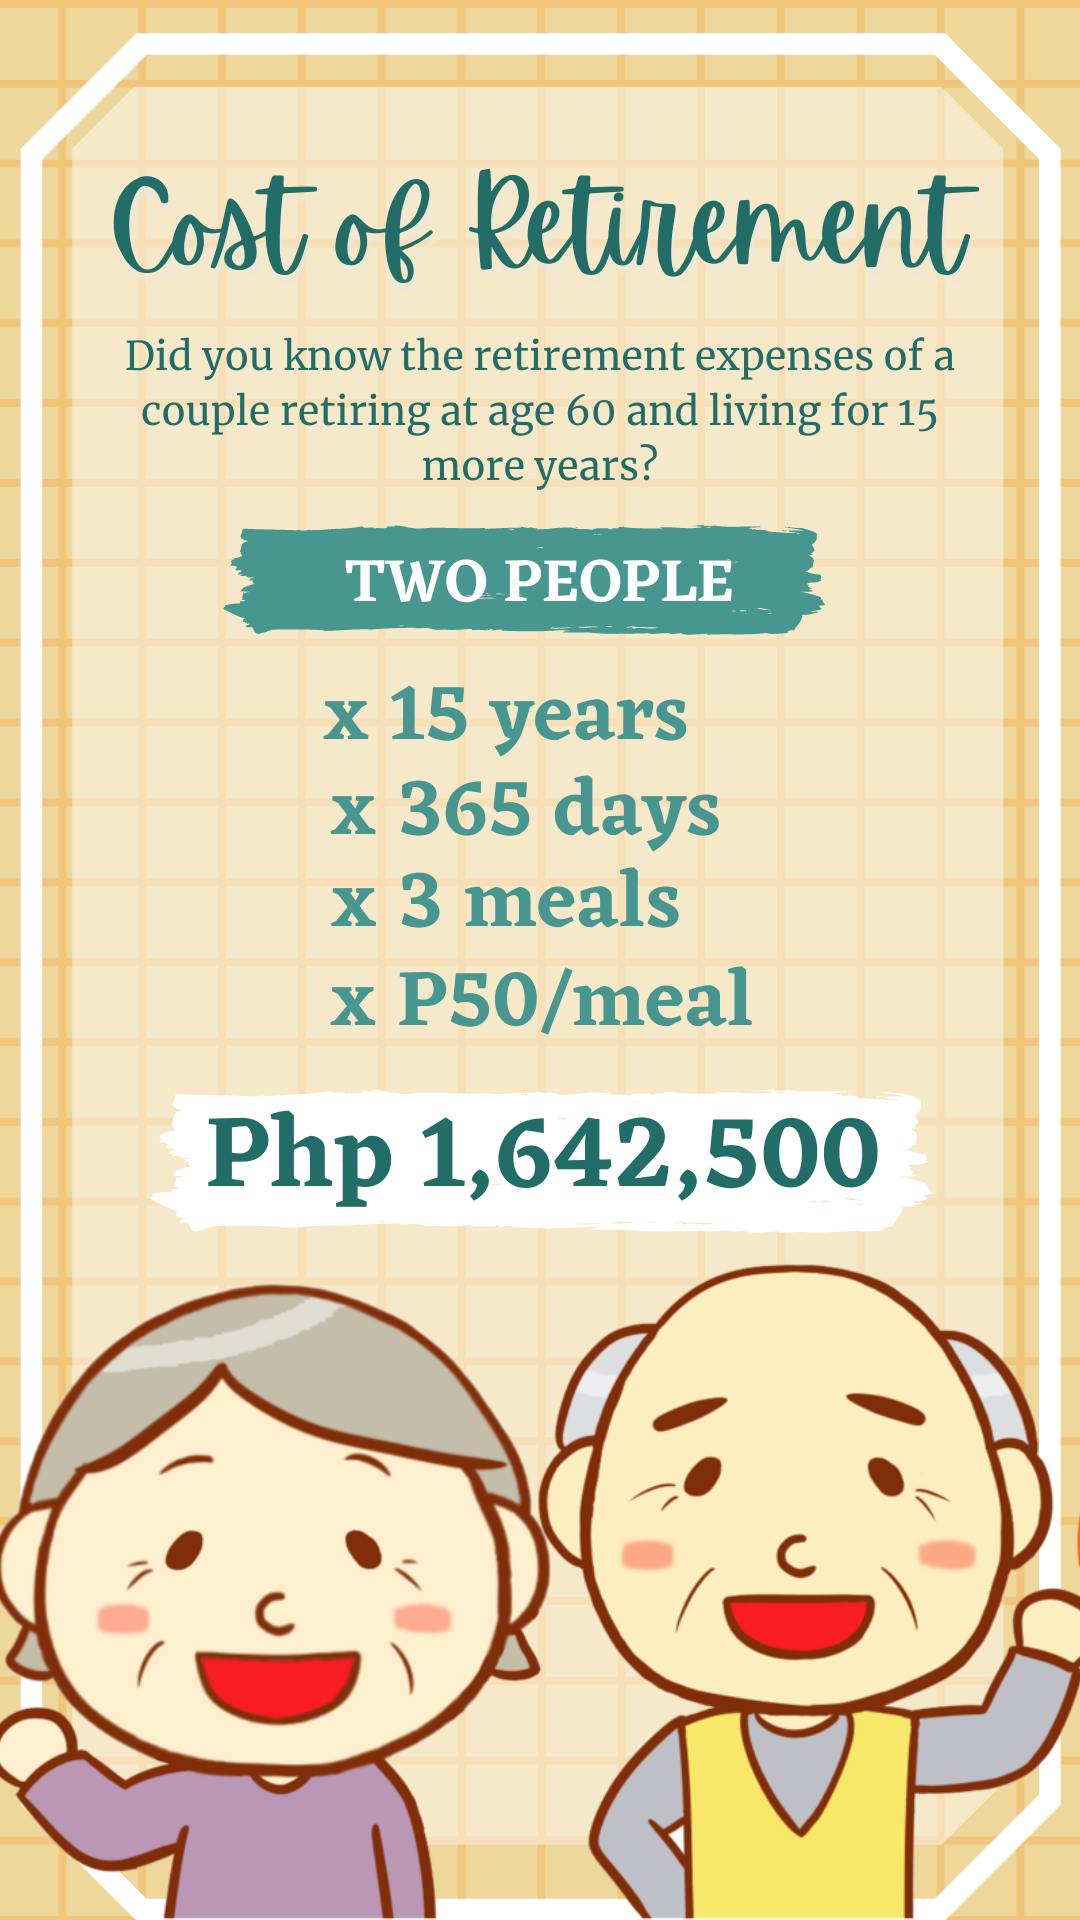 Cost of Retirement
Did you know the retirement expenses of a
couple retiring at age 60 and living for 15
more years?
TWO PEOPLE
x 15 years
x 365 days
x 3 meals
x P50/meal
Php 1,642,500